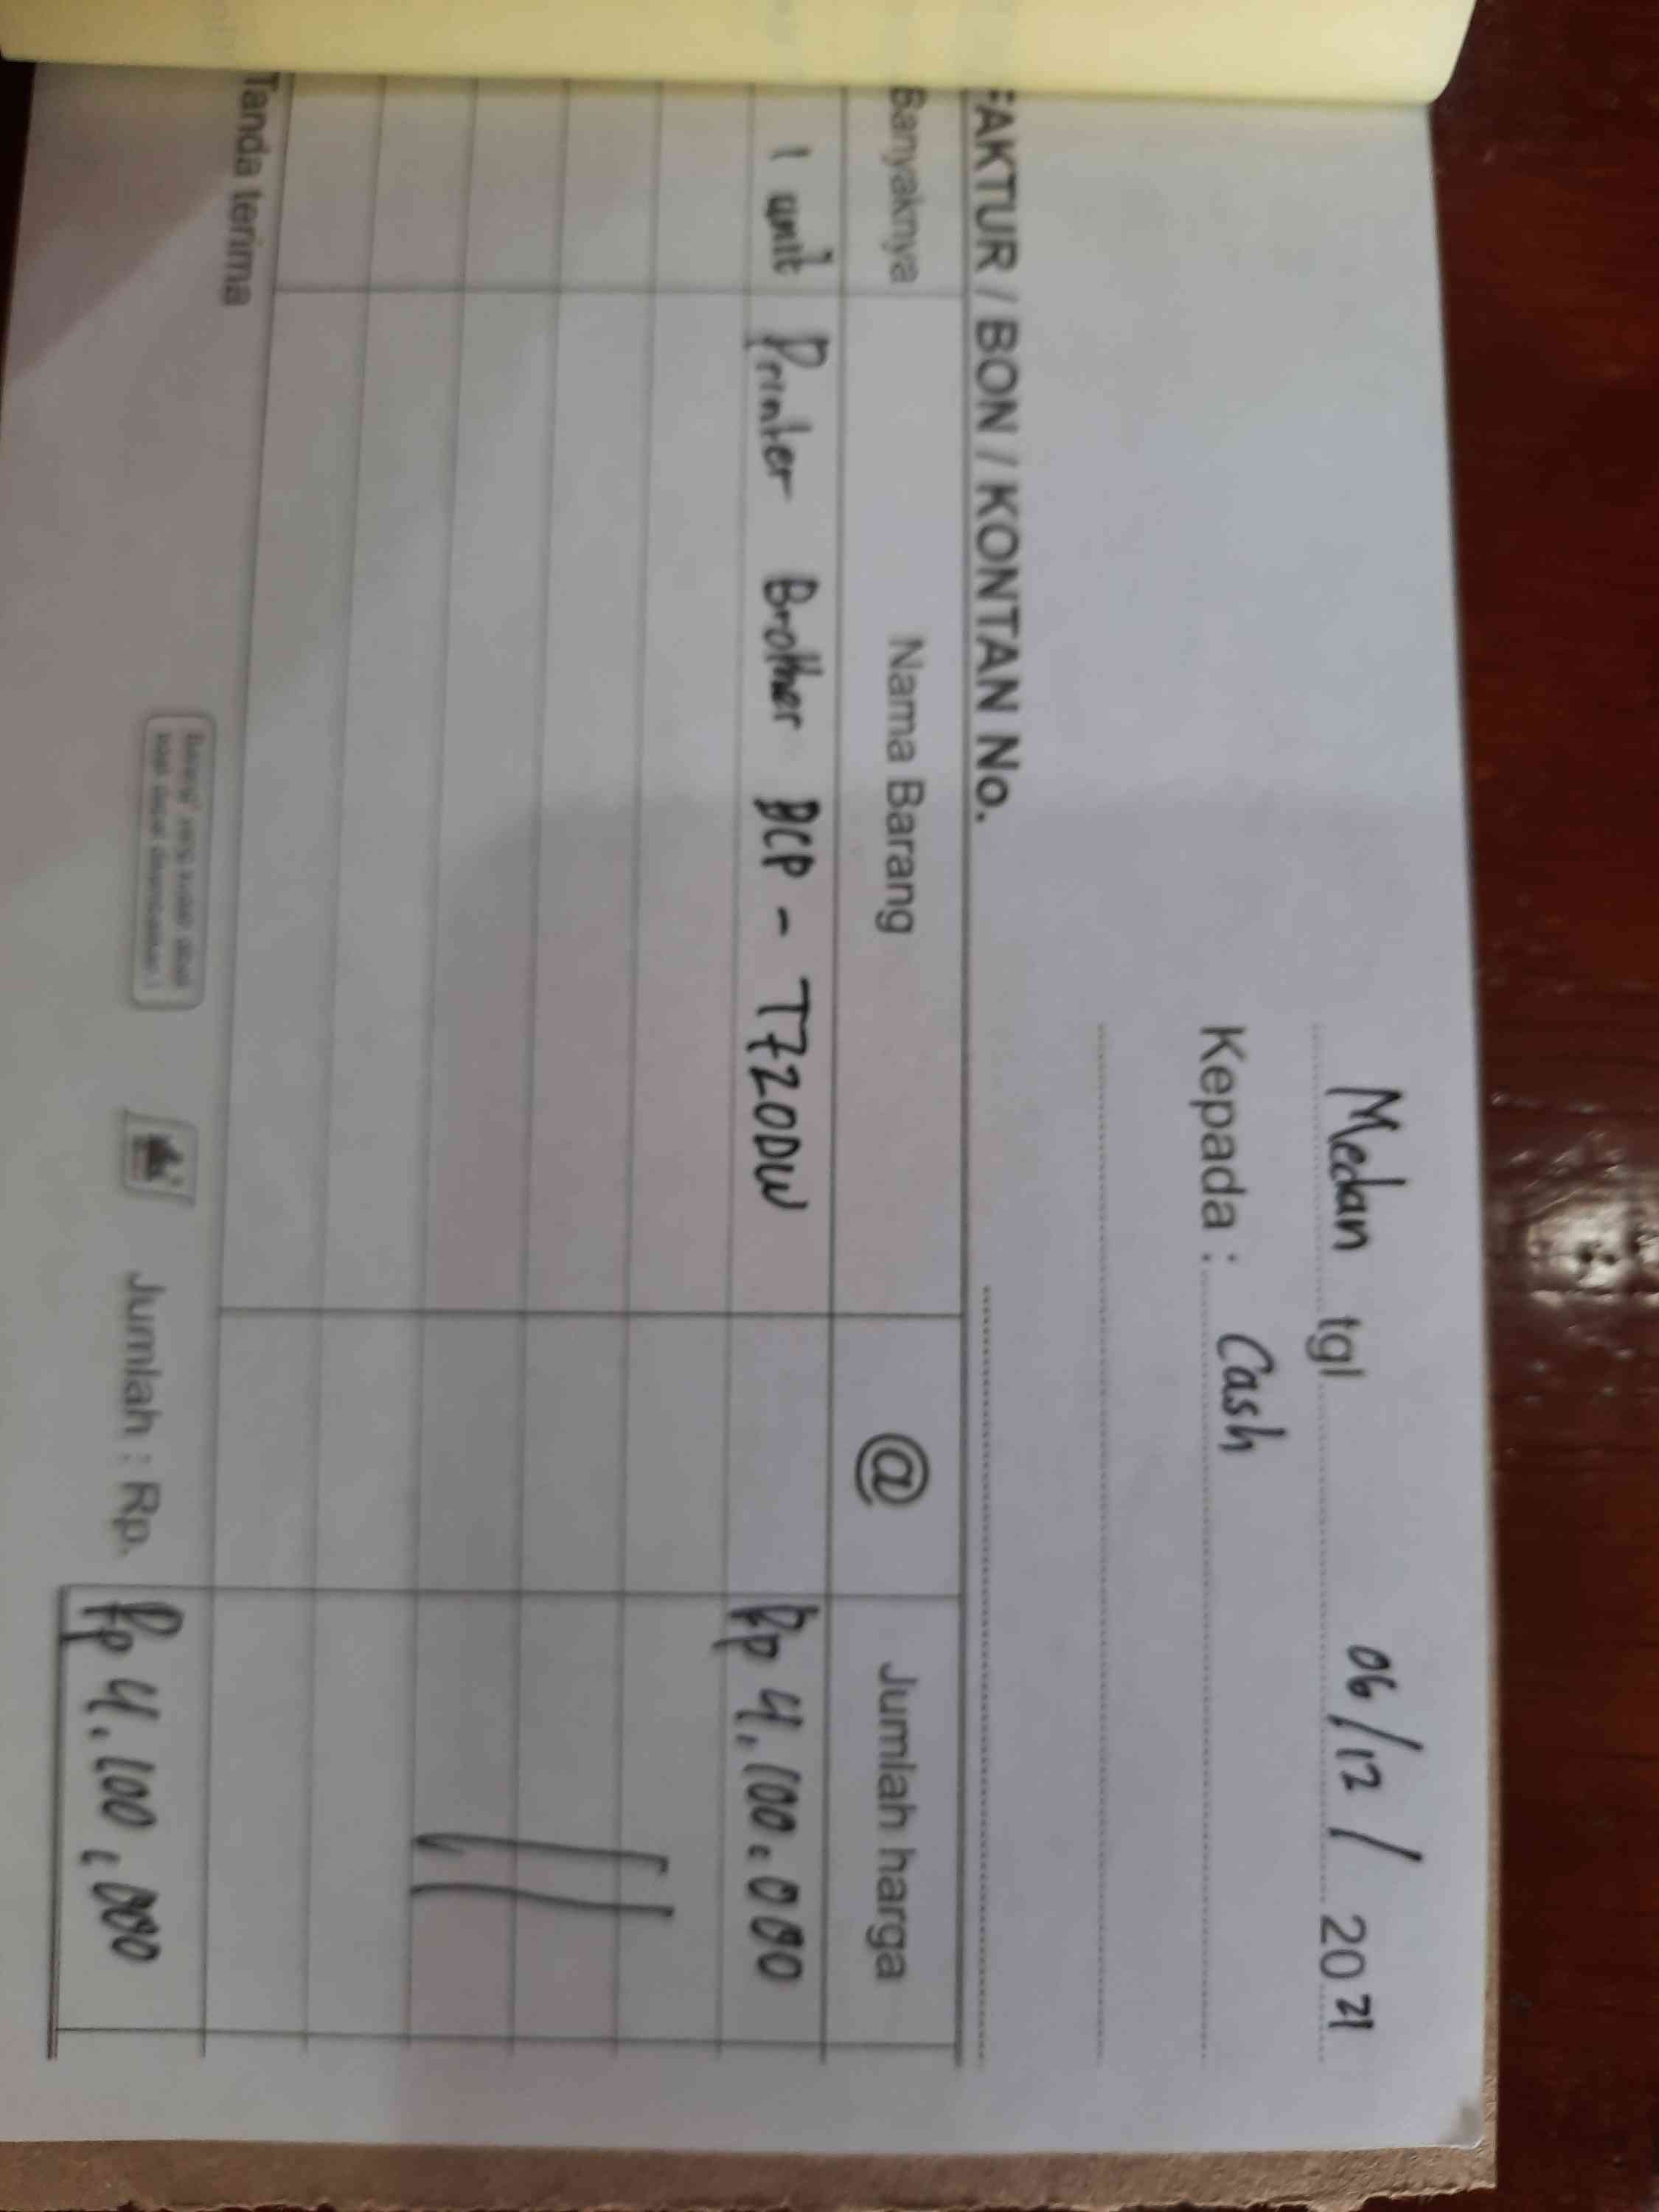 Medan tgl 06/12/2021
Kepada : Cash
FAKTUR / BON / KONTAN No.
Banyaknya Nama Barang @ Jumlah harga
1 unit Printer Brother DCP - T720DW Rp 4.100.000
Tanda terima Jumlah : Rp. Rp 4.100.000